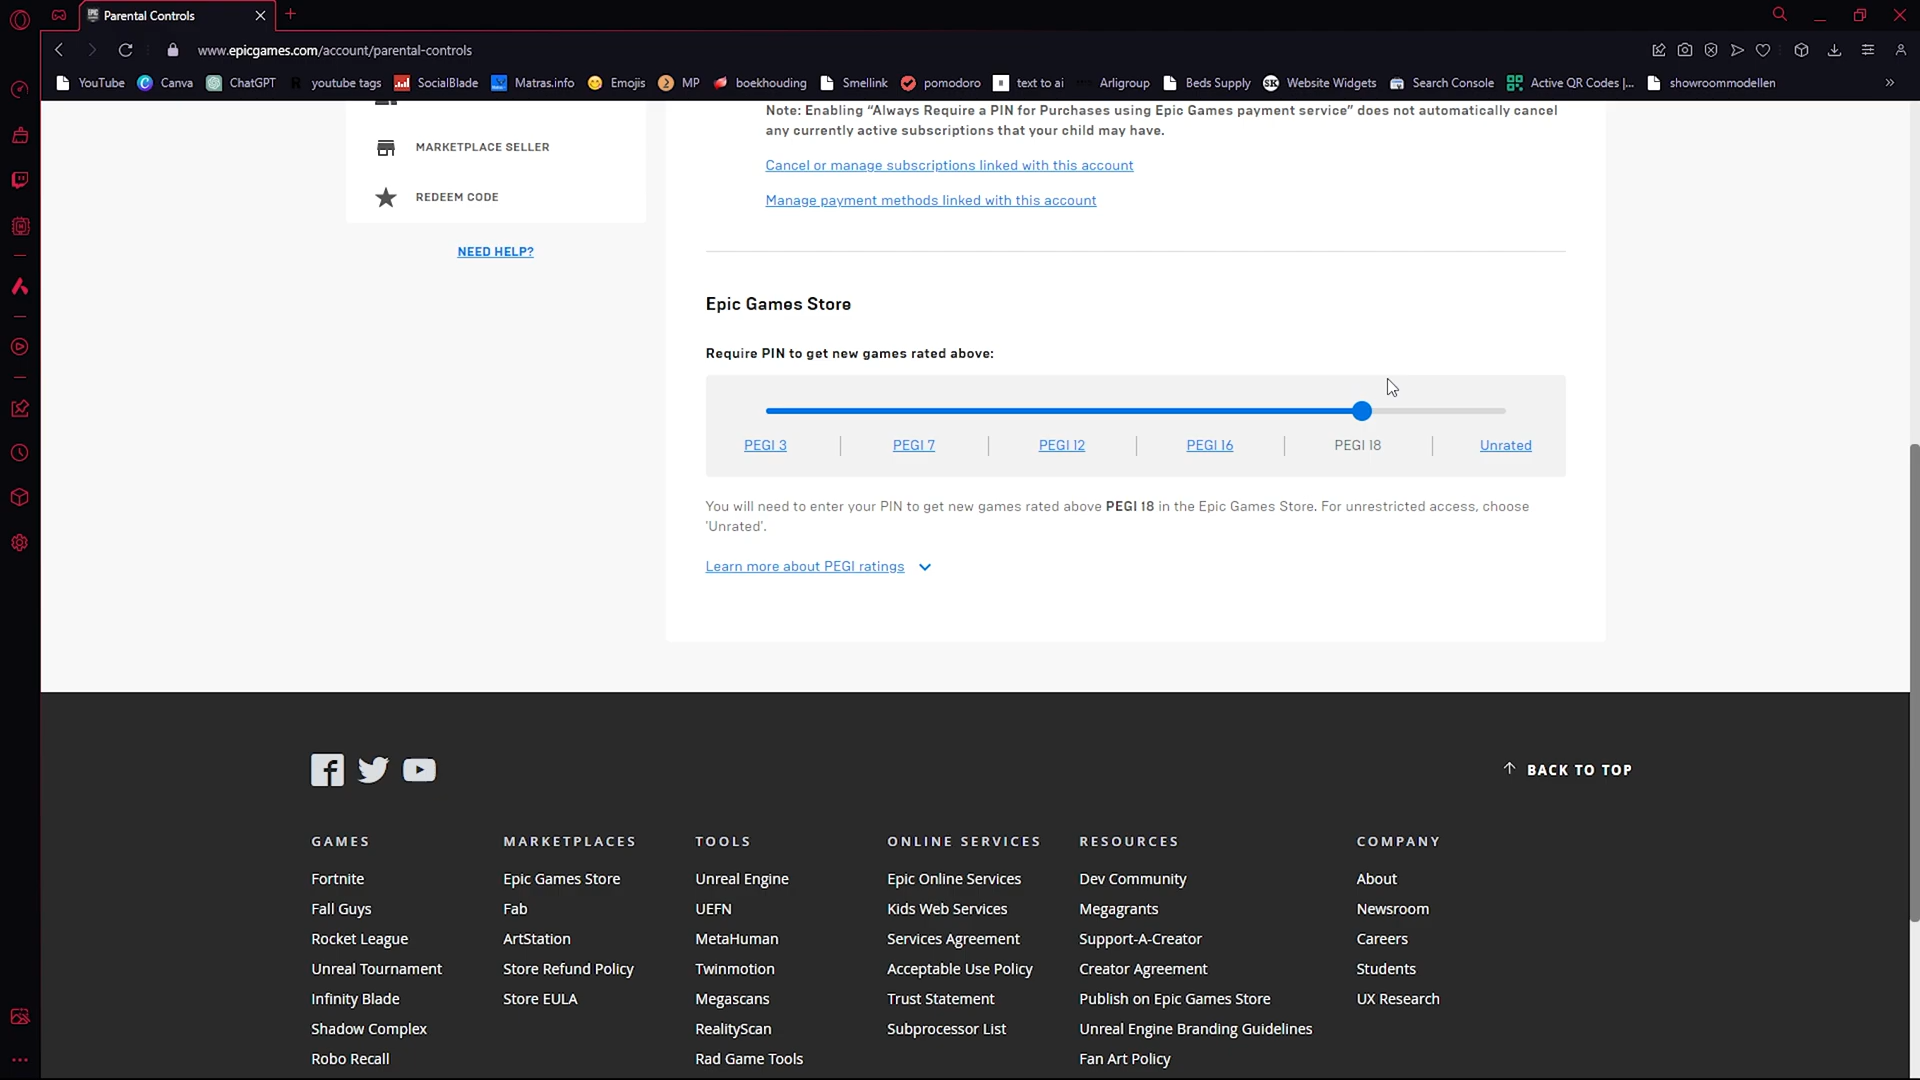 Parental Controls
www.epicgames.com/account/parental-controls
YouTube Canva ChatGPT youtube tags SocialBlade Matras.info Emojis MP boekhouding Smellink pomodoro text to ai Arligroup Beds Supply Website Widgets Search Console Active QR Codes |... showroommodellen
MARKETPLACE SELLER
REDEEM CODE
NEED HELP?
Note: Enabling “Always Require a PIN for Purchases using Epic Games payment service” does not automatically cancel
any currently active subscriptions that your child may have.
Cancel or manage subscriptions linked with this account
Manage payment methods linked with this account
Epic Games Store
Require PIN to get new games rated above:
PEGI 3 | PEGI 7 | PEGI 12 | PEGI 16 | PEGI 18 | Unrated
You will need to enter your PIN to get new games rated above PEGI 18 in the Epic Games Store. For unrestricted access, choose
'Unrated'.
Learn more about PEGI ratings
BACK TO TOP
GAMES
Fortnite
Fall Guys
Rocket League
Unreal Tournament
Infinity Blade
Shadow Complex
Robo Recall
MARKETPLACES
Epic Games Store
Fab
ArtStation
Store Refund Policy
Store EULA
TOOLS
Unreal Engine
UEFN
MetaHuman
Twinmotion
Megascans
RealityScan
Rad Game Tools
ONLINE SERVICES
Epic Online Services
Kids Web Services
Services Agreement
Acceptable Use Policy
Trust Statement
Subprocessor List
RESOURCES
Dev Community
Megagrants
Support-A-Creator
Creator Agreement
Publish on Epic Games Store
Unreal Engine Branding Guidelines
Fan Art Policy
COMPANY
About
Newsroom
Careers
Students
UX Research